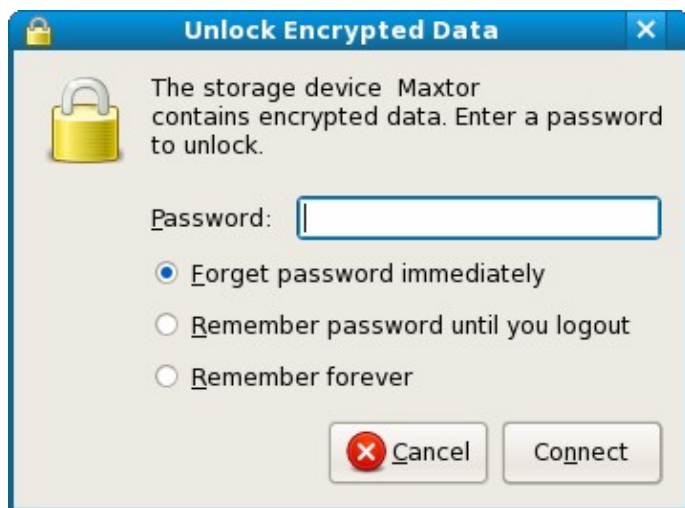 Unlock Encrypted Data
The storage device  Maxtor
contains encrypted data. Enter a password
to unlock.
Password:
Forget password immediately
Remember password until you logout
Remember forever
Cancel Connect